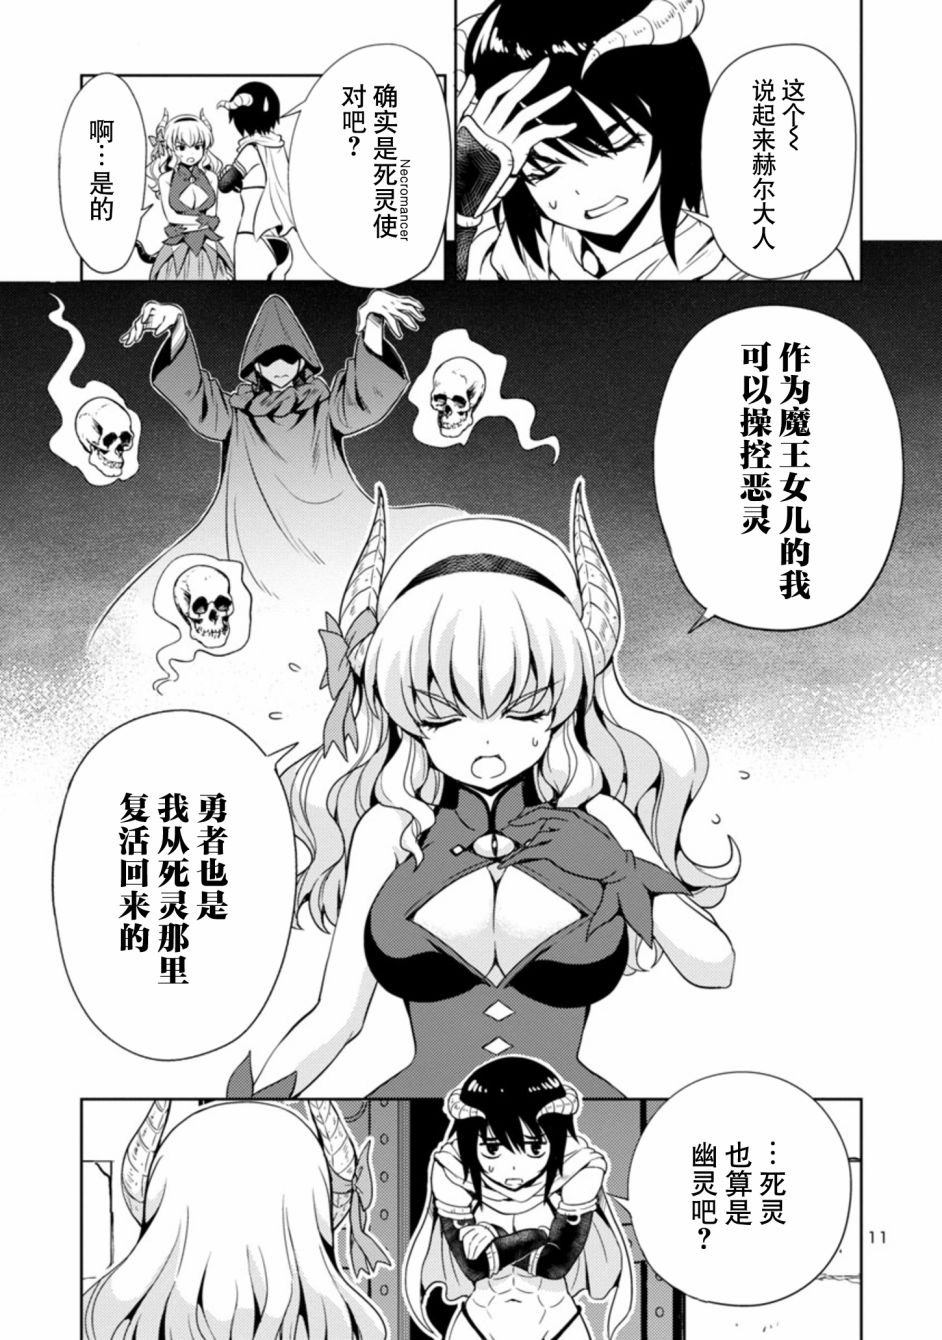 这个~
说起来赫尔大人
确实是死灵使
Necromancer
对吧？
啊…是的
作为魔王女儿的我
可以操控恶灵
勇者也是
我从死灵那里
复活回来的
…死灵
也算是
幽灵吧？
11